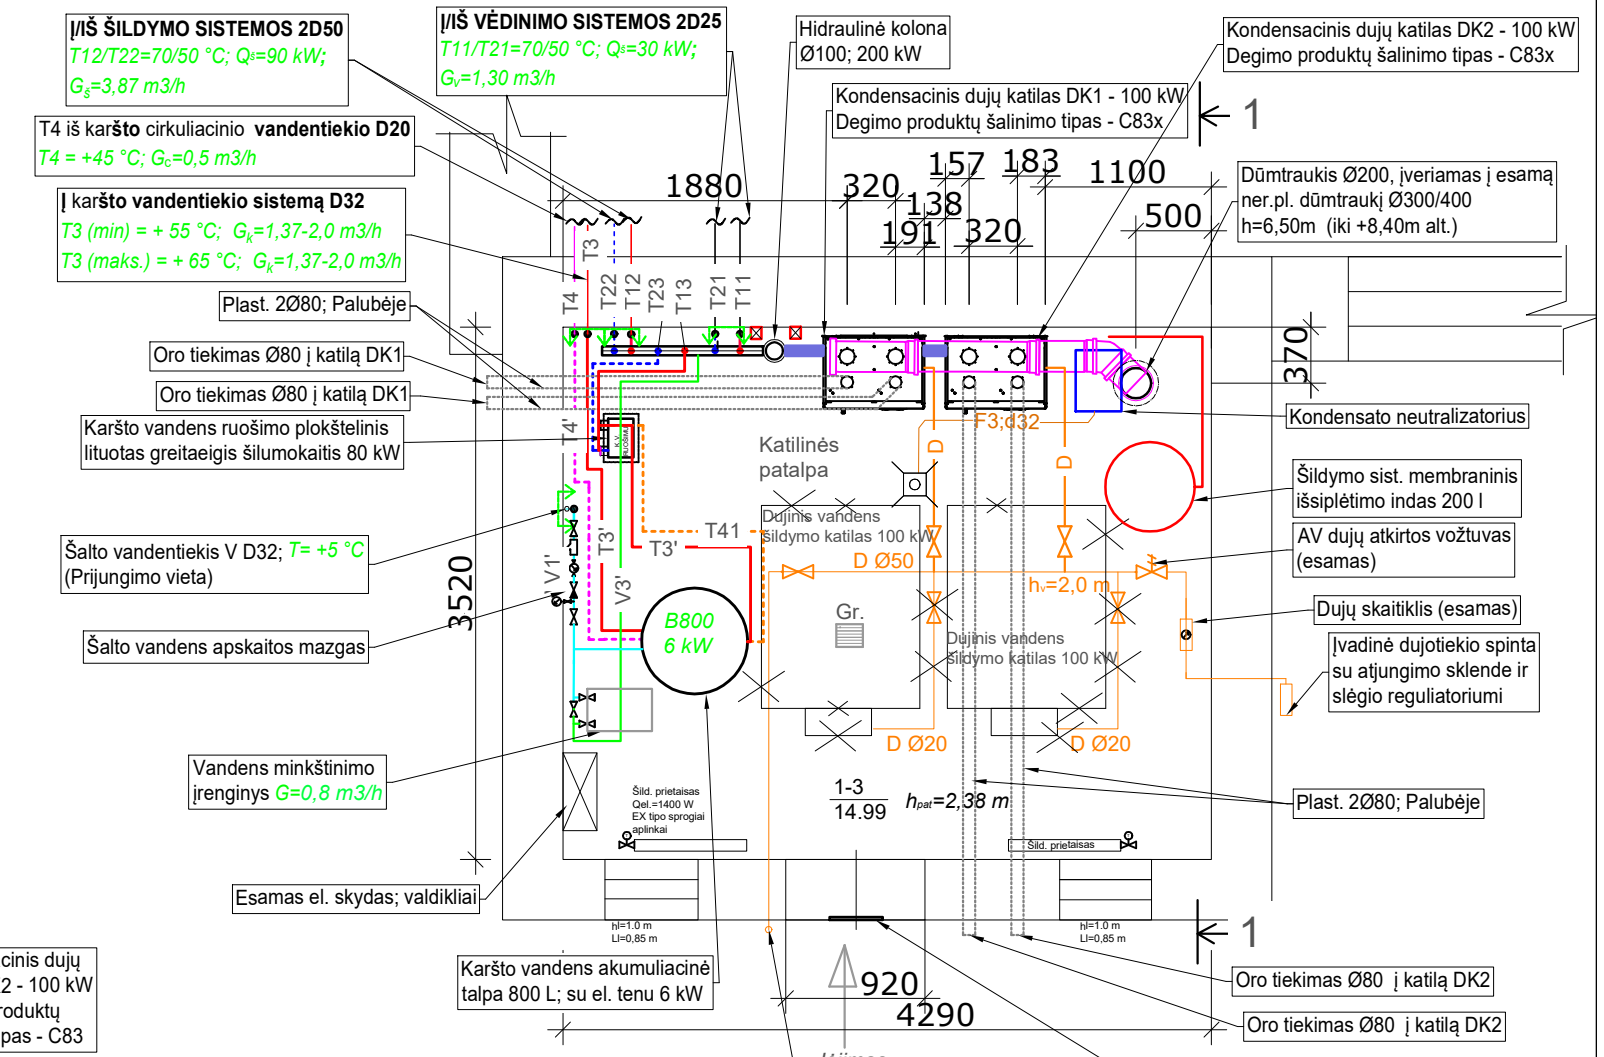 Į/IŠ ŠILDYMO SISTEMOS 2D50
T12/T22=70/50 °C; Qš=90 kW;
Gš=3,87 m3/h
Į/IŠ VĖDINIMO SISTEMOS 2D25
T11/T21=70/50 °C; Qš=30 kW;
Gv=1,30 m3/h
Hidraulinė kolona
Ø100; 200 kW
Kondensacinis dujų katilas DK2 - 100 kW
Degimo produktų šalinimo tipas - C83x
Kondensacinis dujų katilas DK1 - 100 kW
Degimo produktų šalinimo tipas - C83x
1
T4 iš karšto cirkuliacinio vandentiekio D20
T4 = +45 °C; Gc=0,5 m3/h
Į karšto vandentiekio sistemą D32
T3 (min) = + 55 °C; Gk=1,37-2,0 m3/h
T3 (maks.) = + 65 °C; Gk=1,37-2,0 m3/h
Dūmtraukis Ø200, įveriamas į esamą
ner.pl. dūmtraukį Ø300/400
h=6,50m (iki +8,40m alt.)
157
183
1880
320
1100
138
500
191
320
T3
T4
T22
T12
T23
T13
T21
T11
Plast. 2Ø80; Palubėje
Oro tiekimas Ø80 į katilą DK1
Oro tiekimas Ø80 į katilą DK1
370
Karšto vandens ruošimo plokštelinis
lituotas greitaeigis šilumokaitis 80 kW
T4'
K.V.
F3;d32
Kondensato neutralizatorius
Katilinės
patalpa
D
D
Šildymo sist. membraninis
išsiplėtimo indas 200 l
Dujinis vandens
šildymo katilas 100 kW
T41
T3'
T3'
Šalto vandentiekis V D32; T= +5 °C
(Prijungimo vieta)
AV dujų atkirtos vožtuvas
(esamas)
D Ø50
hv=2,0 m
V1'
V3'
3520
B800
6 kW
Gr.
Dujinis vandens
šildymo katilas 100 kW
Dujų skaitiklis (esamas)
Šalto vandens apskaitos mazgas
Įvadinė dujotiekio spinta
su atjungimo sklende ir
slėgio reguliatoriumi
D Ø20
D Ø20
Vandens minkštinimo
įrenginys G=0,8 m3/h
Šild. prietaisas
Qel.=1400 W
EX tipo sprogiai
aplinkai
1-3
14.99
hpat=2,38 m
Plast. 2Ø80; Palubėje
Šild. prietaisas
Esamas el. skydas; valdikliai
hl=1.0 m
Ll=0,85 m
hl=1.0 m
Ll=0,85 m
1
cinis dujų
2 - 100 kW
roduktų
pas - C83
Karšto vandens akumuliacinė
talpa 800 L; su el. tenu 6 kW
920
4290
Oro tiekimas Ø80 į katilą DK2
Oro tiekimas Ø80 į katilą DK2